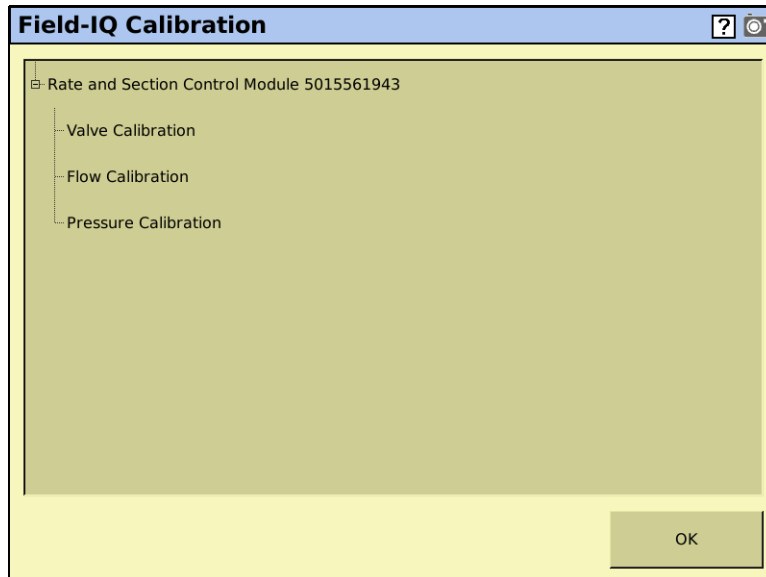 Field-IQ Calibration
?
Rate and Section Control Module 5015561943
Valve Calibration
Flow Calibration
Pressure Calibration
OK